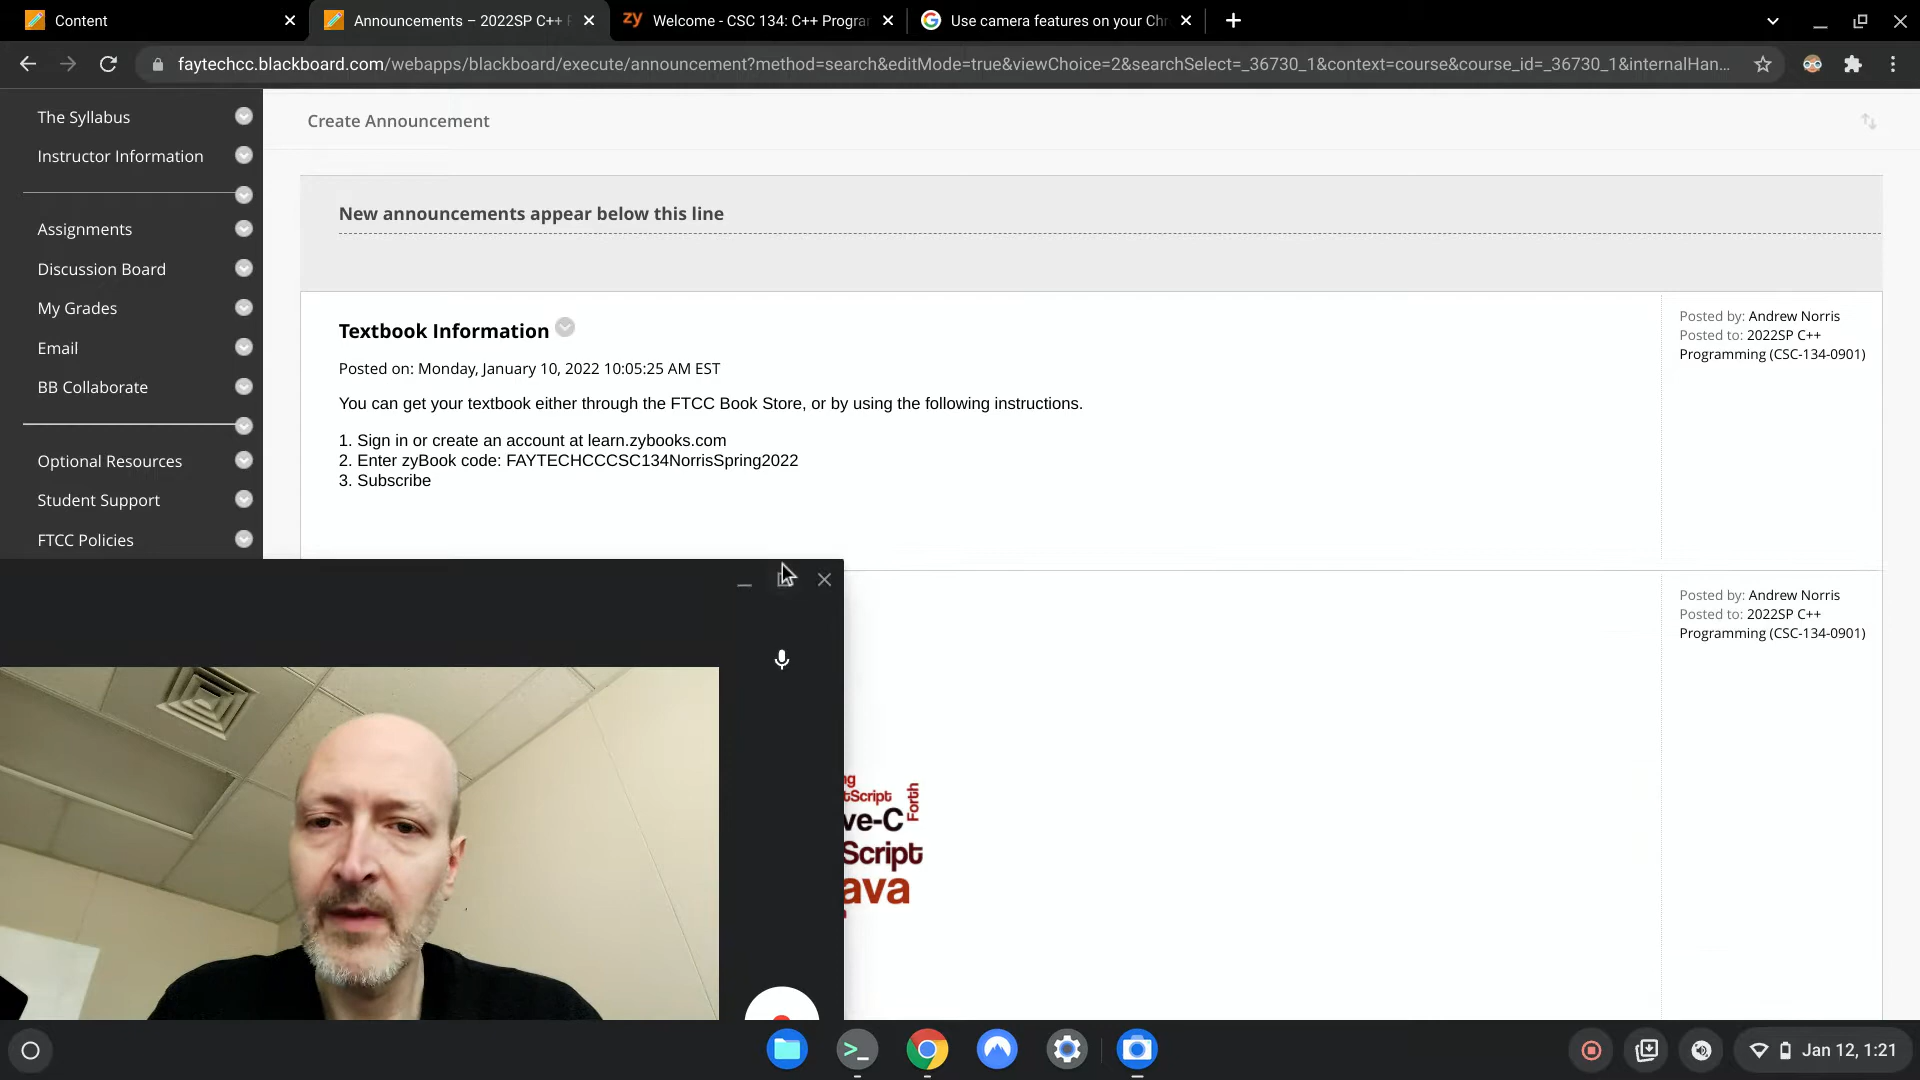 Content
Announcements – 2022SP C++
Welcome - CSC 134: C++ Progra
Use camera features on your Ch
faytechcc.blackboard.com/webapps/blackboard/execute/announcement?method=search&editMode=true&viewChoice=2&searchSelect=_36730_1&context=course&course_id=_36730_1&internalHan...
The Syllabus
Instructor Information
Assignments
Discussion Board
My Grades
Email
BB Collaborate
Optional Resources
Student Support
FTCC Policies
Create Announcement
New announcements appear below this line
Textbook Information
Posted on: Monday, January 10, 2022 10:05:25 AM EST
You can get your textbook either through the FTCC Book Store, or by using the following instructions.
1. Sign in or create an account at learn.zybooks.com
2. Enter zyBook code: FAYTECHCCCSC134NorrisSpring2022
3. Subscribe
Posted by: Andrew Norris
Posted to: 2022SP C++
Programming (CSC-134-0901)
Posted by: Andrew Norris
Posted to: 2022SP C++
Programming (CSC-134-0901)
ng
tScript
Forth
ve-C
Script
ava
Jan 12, 1:21